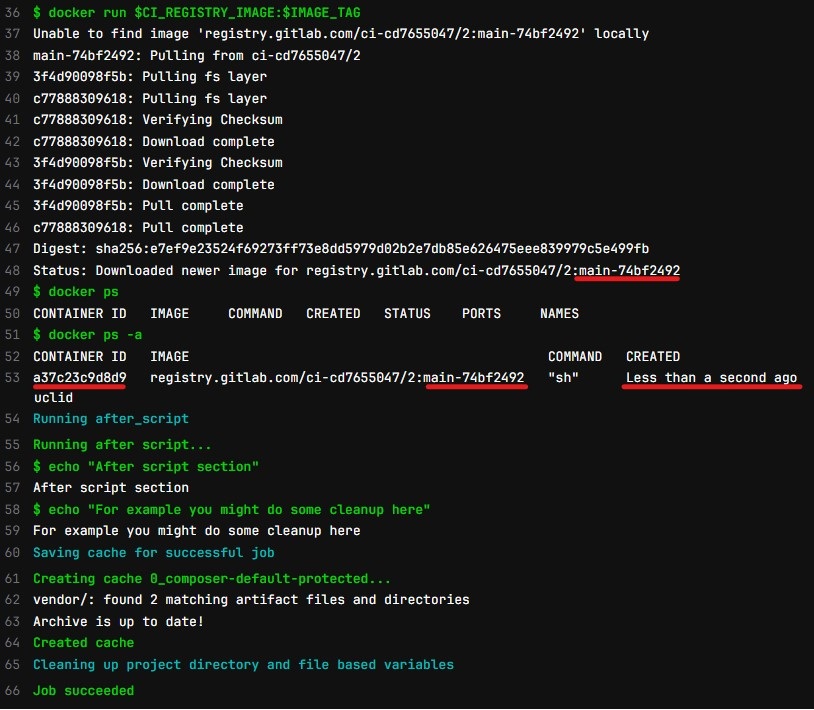 36 $ docker run $CI_REGISTRY_IMAGE:$IMAGE_TAG
37 Unable to find image 'registry.gitlab.com/ci-cd7655047/2:main-74bf2492' locally
38 main-74bf2492: Pulling from ci-cd7655047/2
39 3f4d90098f5b: Pulling fs layer
40 c77888309618: Pulling fs layer
41 c77888309618: Verifying Checksum
42 c77888309618: Download complete
43 3f4d90098f5b: Verifying Checksum
44 3f4d90098f5b: Download complete
45 3f4d90098f5b: Pull complete
46 c77888309618: Pull complete
47 Digest: sha256:e7ef9e23524f69273ff73e8dd5979d02b2e7db85e626475eee839979c5e499fb
48 Status: Downloaded newer image for registry.gitlab.com/ci-cd7655047/2:main-74bf2492
49 $ docker ps
50 CONTAINER ID   IMAGE     COMMAND   CREATED   STATUS    PORTS     NAMES
51 $ docker ps -a
52 CONTAINER ID   IMAGE                                              COMMAND   CREATED
53 a37c23c9d8d9   registry.gitlab.com/ci-cd7655047/2:main-74bf2492   "sh"      Less than a second ago
uclid
54 Running after_script
55 Running after script...
56 $ echo "After script section"
57 After script section
58 $ echo "For example you might do some cleanup here"
59 For example you might do some cleanup here
60 Saving cache for successful job
61 Creating cache 0_composer-default-protected...
62 vendor/: found 2 matching artifact files and directories
63 Archive is up to date!
64 Created cache
65 Cleaning up project directory and file based variables
66 Job succeeded